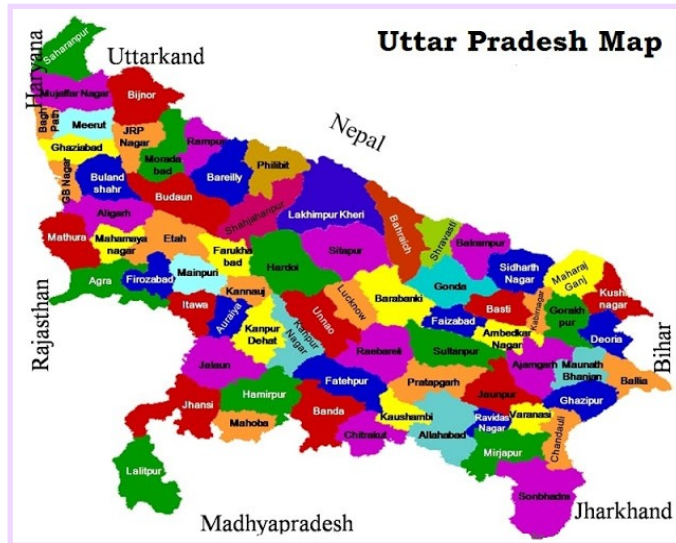 Uttar Pradesh Map
Haryana
Uttarkand
Nepal
Rajasthan
Bihar
Madhyapradesh
Jharkhand
Saharanpur
Mujaffar Nagar
Bijnor
Bagh
Path
Meerut
JRP
Nagar
Ghaziabad
Morada
bad
Rampur
GB Nagar
Buland
shahr
Bareilly
Philibit
Budaun
Shahjahanpur
Lakhimpur Kheri
Bahraich
Shravasti
Balrampur
Aligarh
Mathura
Mahamaya
nagar
Etah
Farukha
bad
Hardoi
Sitapur
Gonda
Sidharth
Nagar
Maharaj
Ganj
Kushi
nagar
Agra
Firozabad
Mainpuri
Kannauj
Itawa
Auraiya
Kanpur
Dehat
Kanpur
Nagar
Unnao
Lucknow
Barabanki
Faizabad
Basti
Kabirnagar
Gorakh
pur
Deoria
Ambedkar
Nagar
Raebareli
Sultanpur
Ajamgarh
Maunath
Bhanjan
Ballia
Jalaun
Fatehpur
Pratapgarh
Jaunpur
Ghazipur
Jhansi
Hamirpur
Banda
Kaushambi
Mahoba
Chitrakut
Allahabad
Ravidas
Nagar
Varanasi
Chandauli
Mirjapur
Lalitpur
Sonbhadra